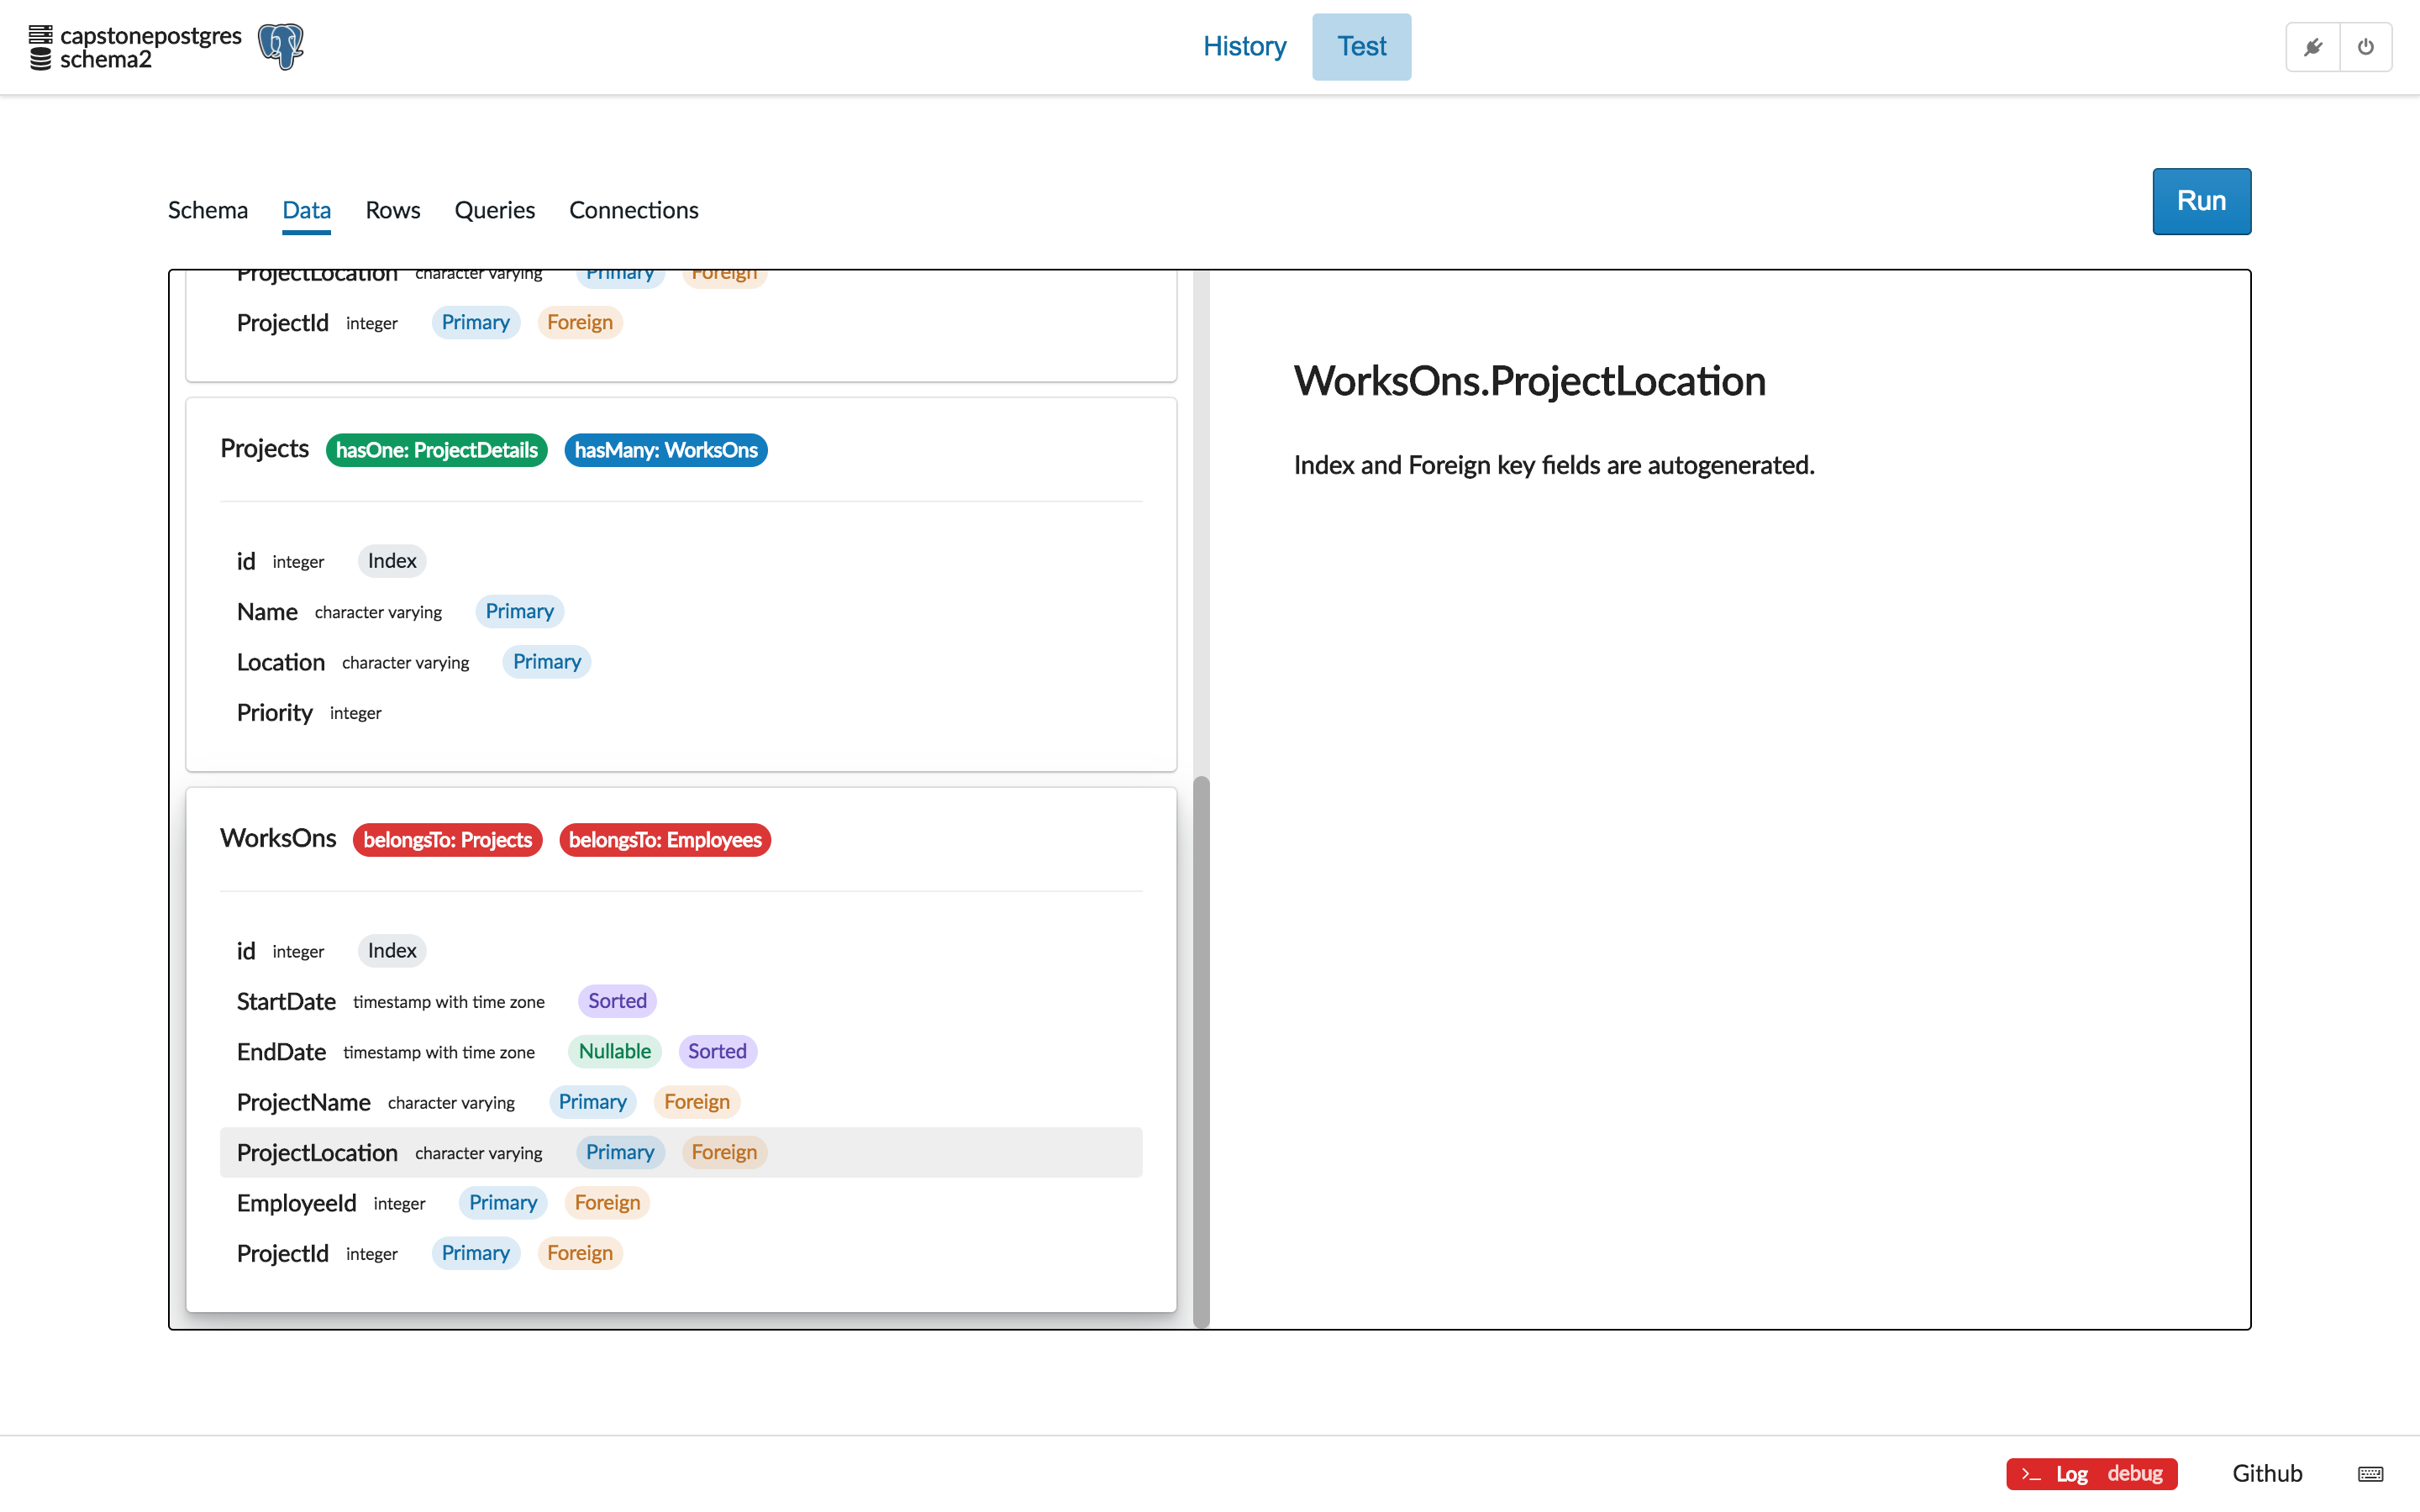 capstonepostgres
schema2
History Test
Schema Data Rows Queries Connections
Run
ProjectLocation character varying Primary Foreign
ProjectId integer Primary Foreign
WorksOns.ProjectLocation
Index and Foreign key fields are autogenerated.
Projects hasOne: ProjectDetails hasMany: WorksOns
id integer Index
Name character varying Primary
Location character varying Primary
Priority integer
WorksOns belongsTo: Projects belongsTo: Employees
id integer Index
StartDate timestamp with time zone Sorted
EndDate timestamp with time zone Nullable Sorted
ProjectName character varying Primary Foreign
ProjectLocation character varying Primary Foreign
EmployeeId integer Primary Foreign
ProjectId integer Primary Foreign
>_ Log debug Github